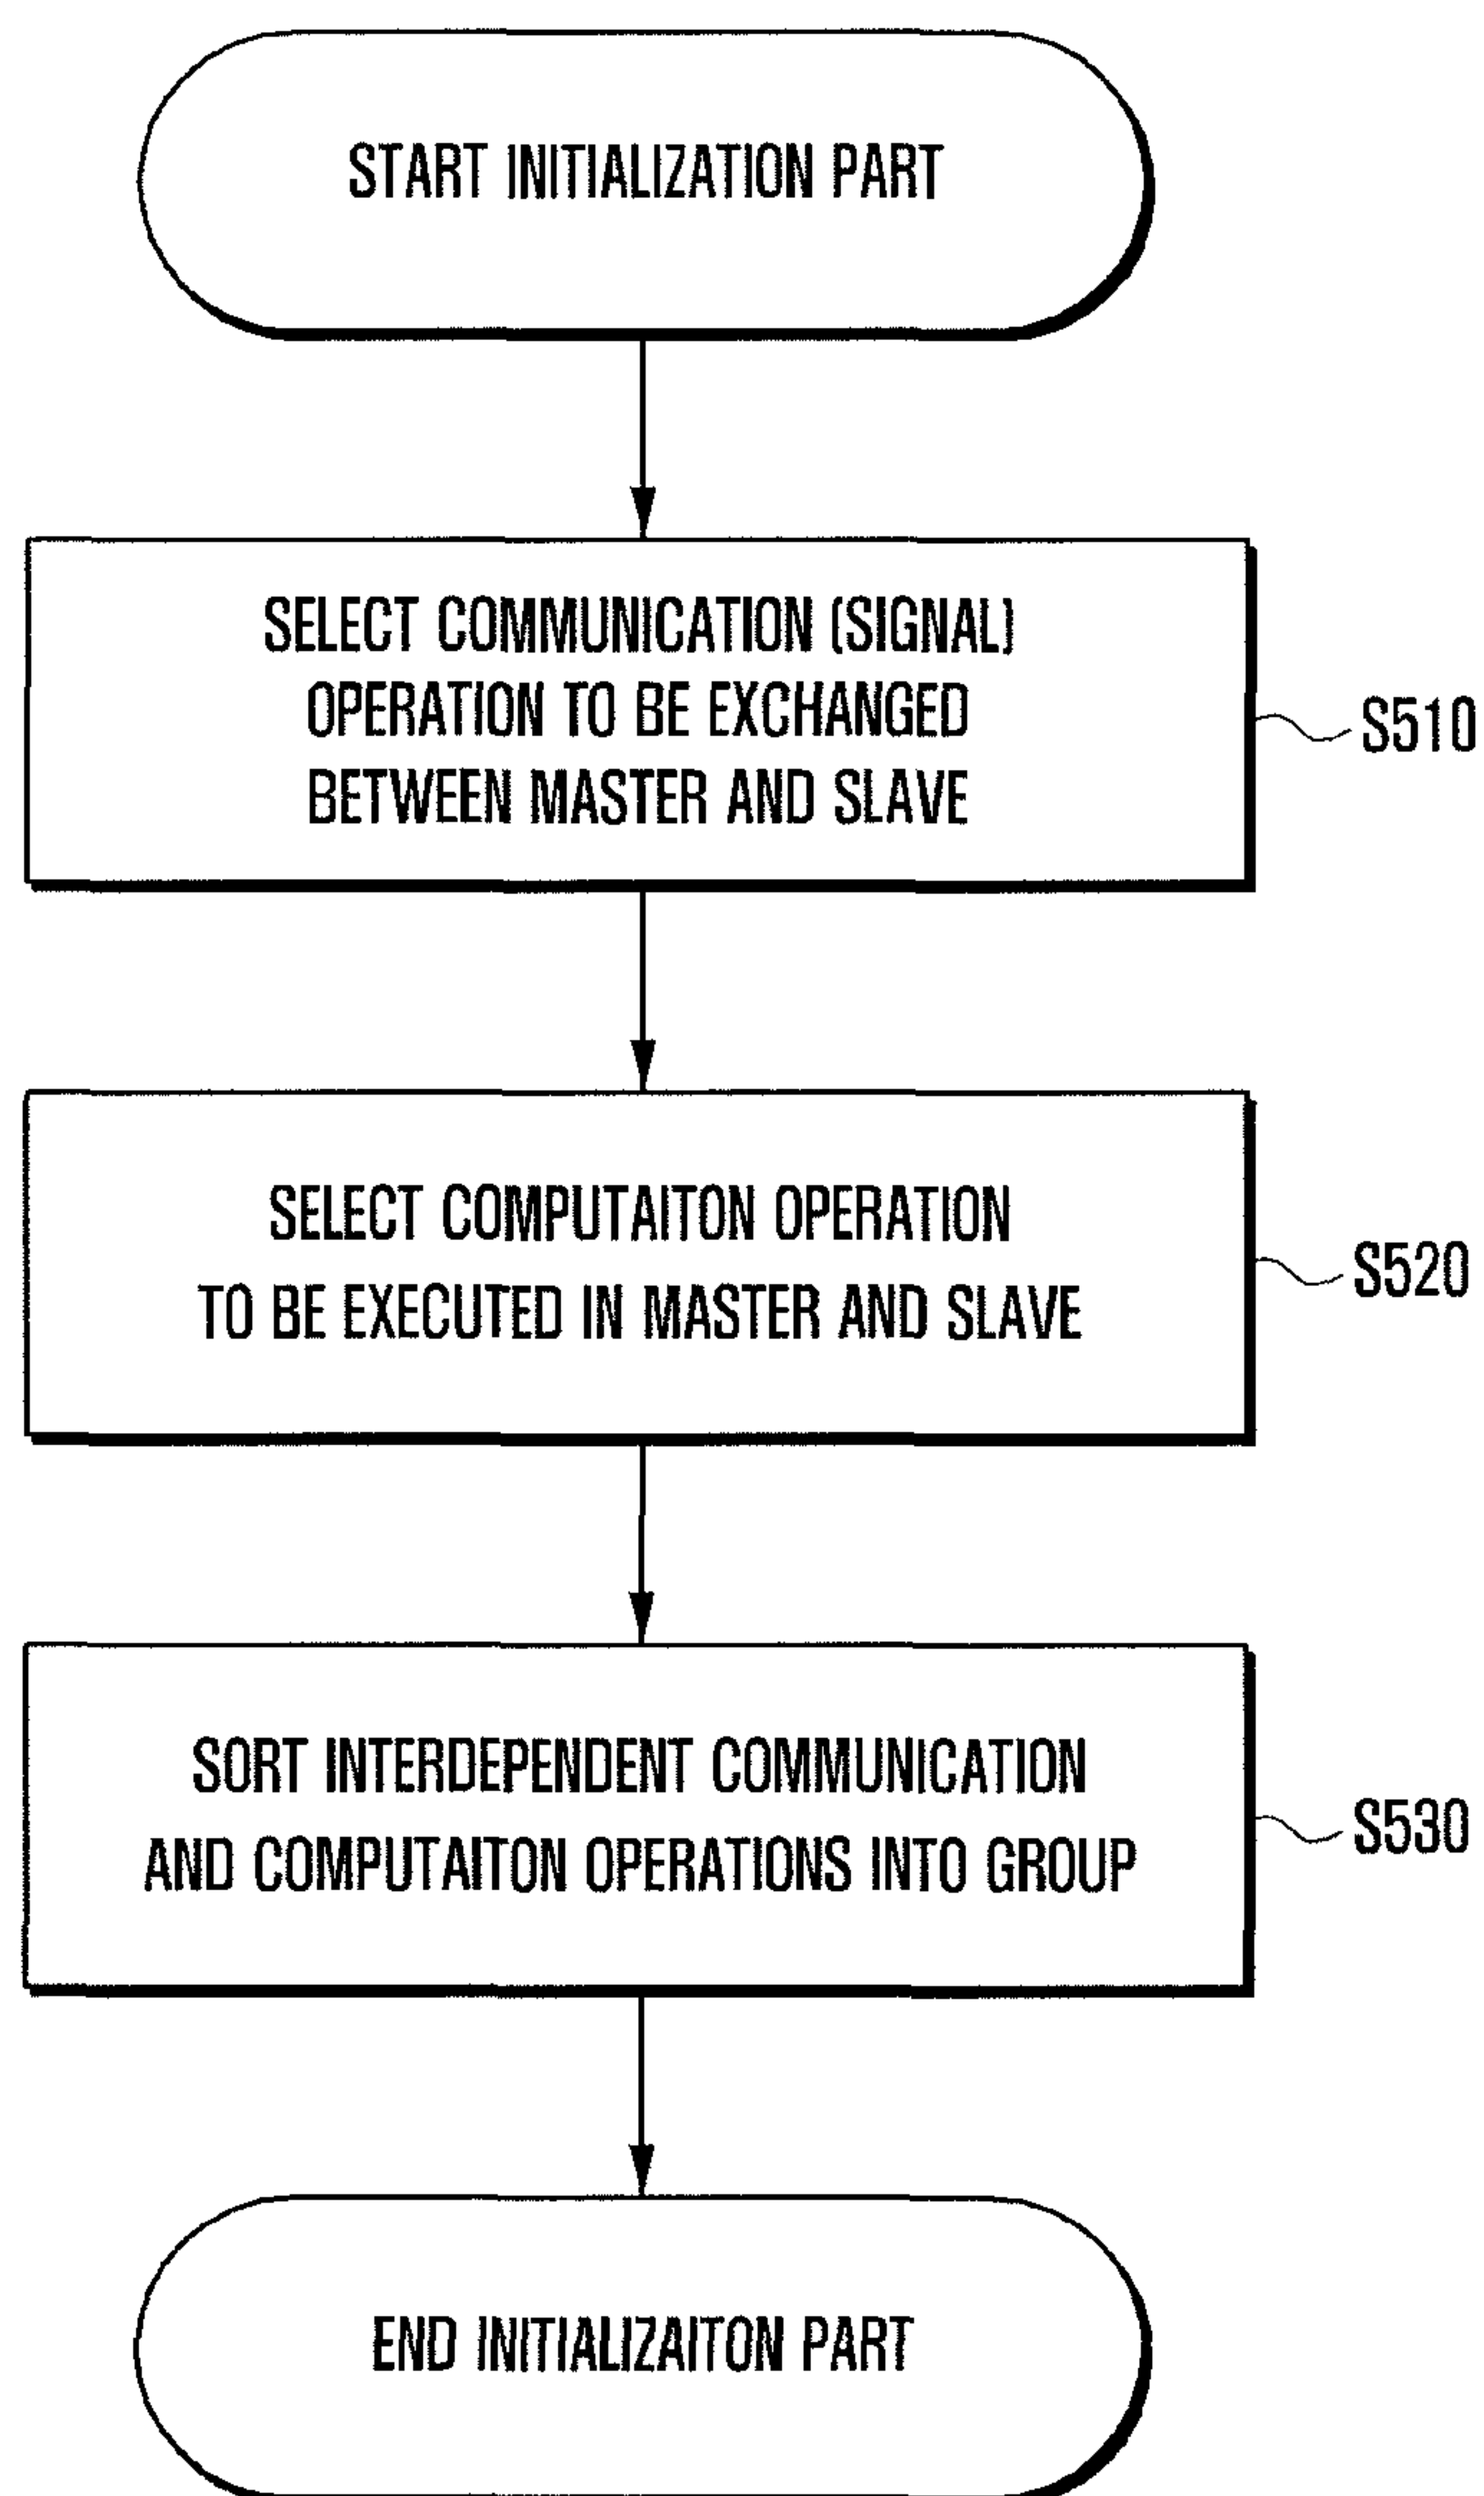 START INITIALIZATION PART
SELECT COMMUNICATION (SIGNAL)
OPERATION TO BE EXCHANGED
BETWEEN MASTER AND SLAVE
S510
SELECT COMPUTAITON OPERATION
TO BE EXECUTED IN MASTER AND SLAVE
S520
SORT INTERDEPENDENT COMMUNICATION
AND COMPUTAITON OPERATIONS INTO GROUP
S530
END INITIALIZAITON PART